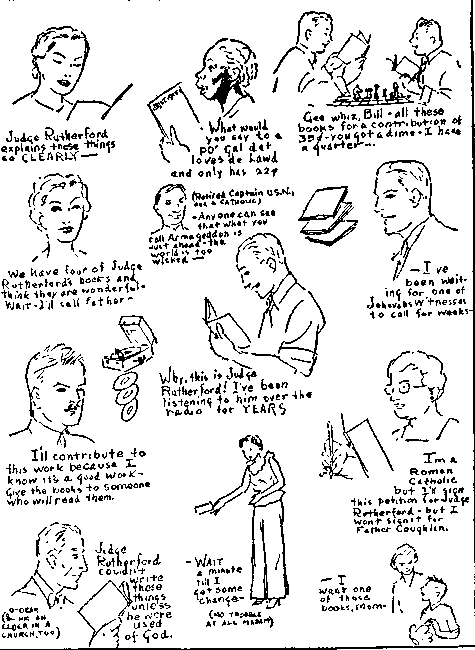 Judge Rutherford
explains these things
so CLEARLY—
"What would
you say to a
po' gal dat
loves de Lawd
and only has 22¢
Gee whiz, Bill - all these
books for a contribution of
35¢ - you got a dime - I have
a quarter...
We have four of Judge
Rutherford's books and
think they are wonderful-
Wait - I'll call father-
(Retired Captain U.S.N.,
a Catholic)
-Anyone can see
that what you
call Armageddon is
just ahead - the
world is too
wicked—
— I've
been wait-
ing for one of
Jehovah's witnesses
to call for weeks-
Why, this is Judge
Rutherford! I've been
listening to him over the
radio for YEARS
I'll contribute to
this work because I
know it's a good work-
Give the books to someone
who will read them.
I'm a
Roman
Catholic
but I'll sign
this petition for Judge
Rutherford - but I
won't sign it for
Father Coughlin.
Judge
Rutherford
couldn't
write
these
things
unless
he were
used
of God.
(& he an
elder in a
church, too)
- WAIT
a minute
till I
get some
change-
(no trouble
at all madam)
- I
want one
of those
books, Mom-